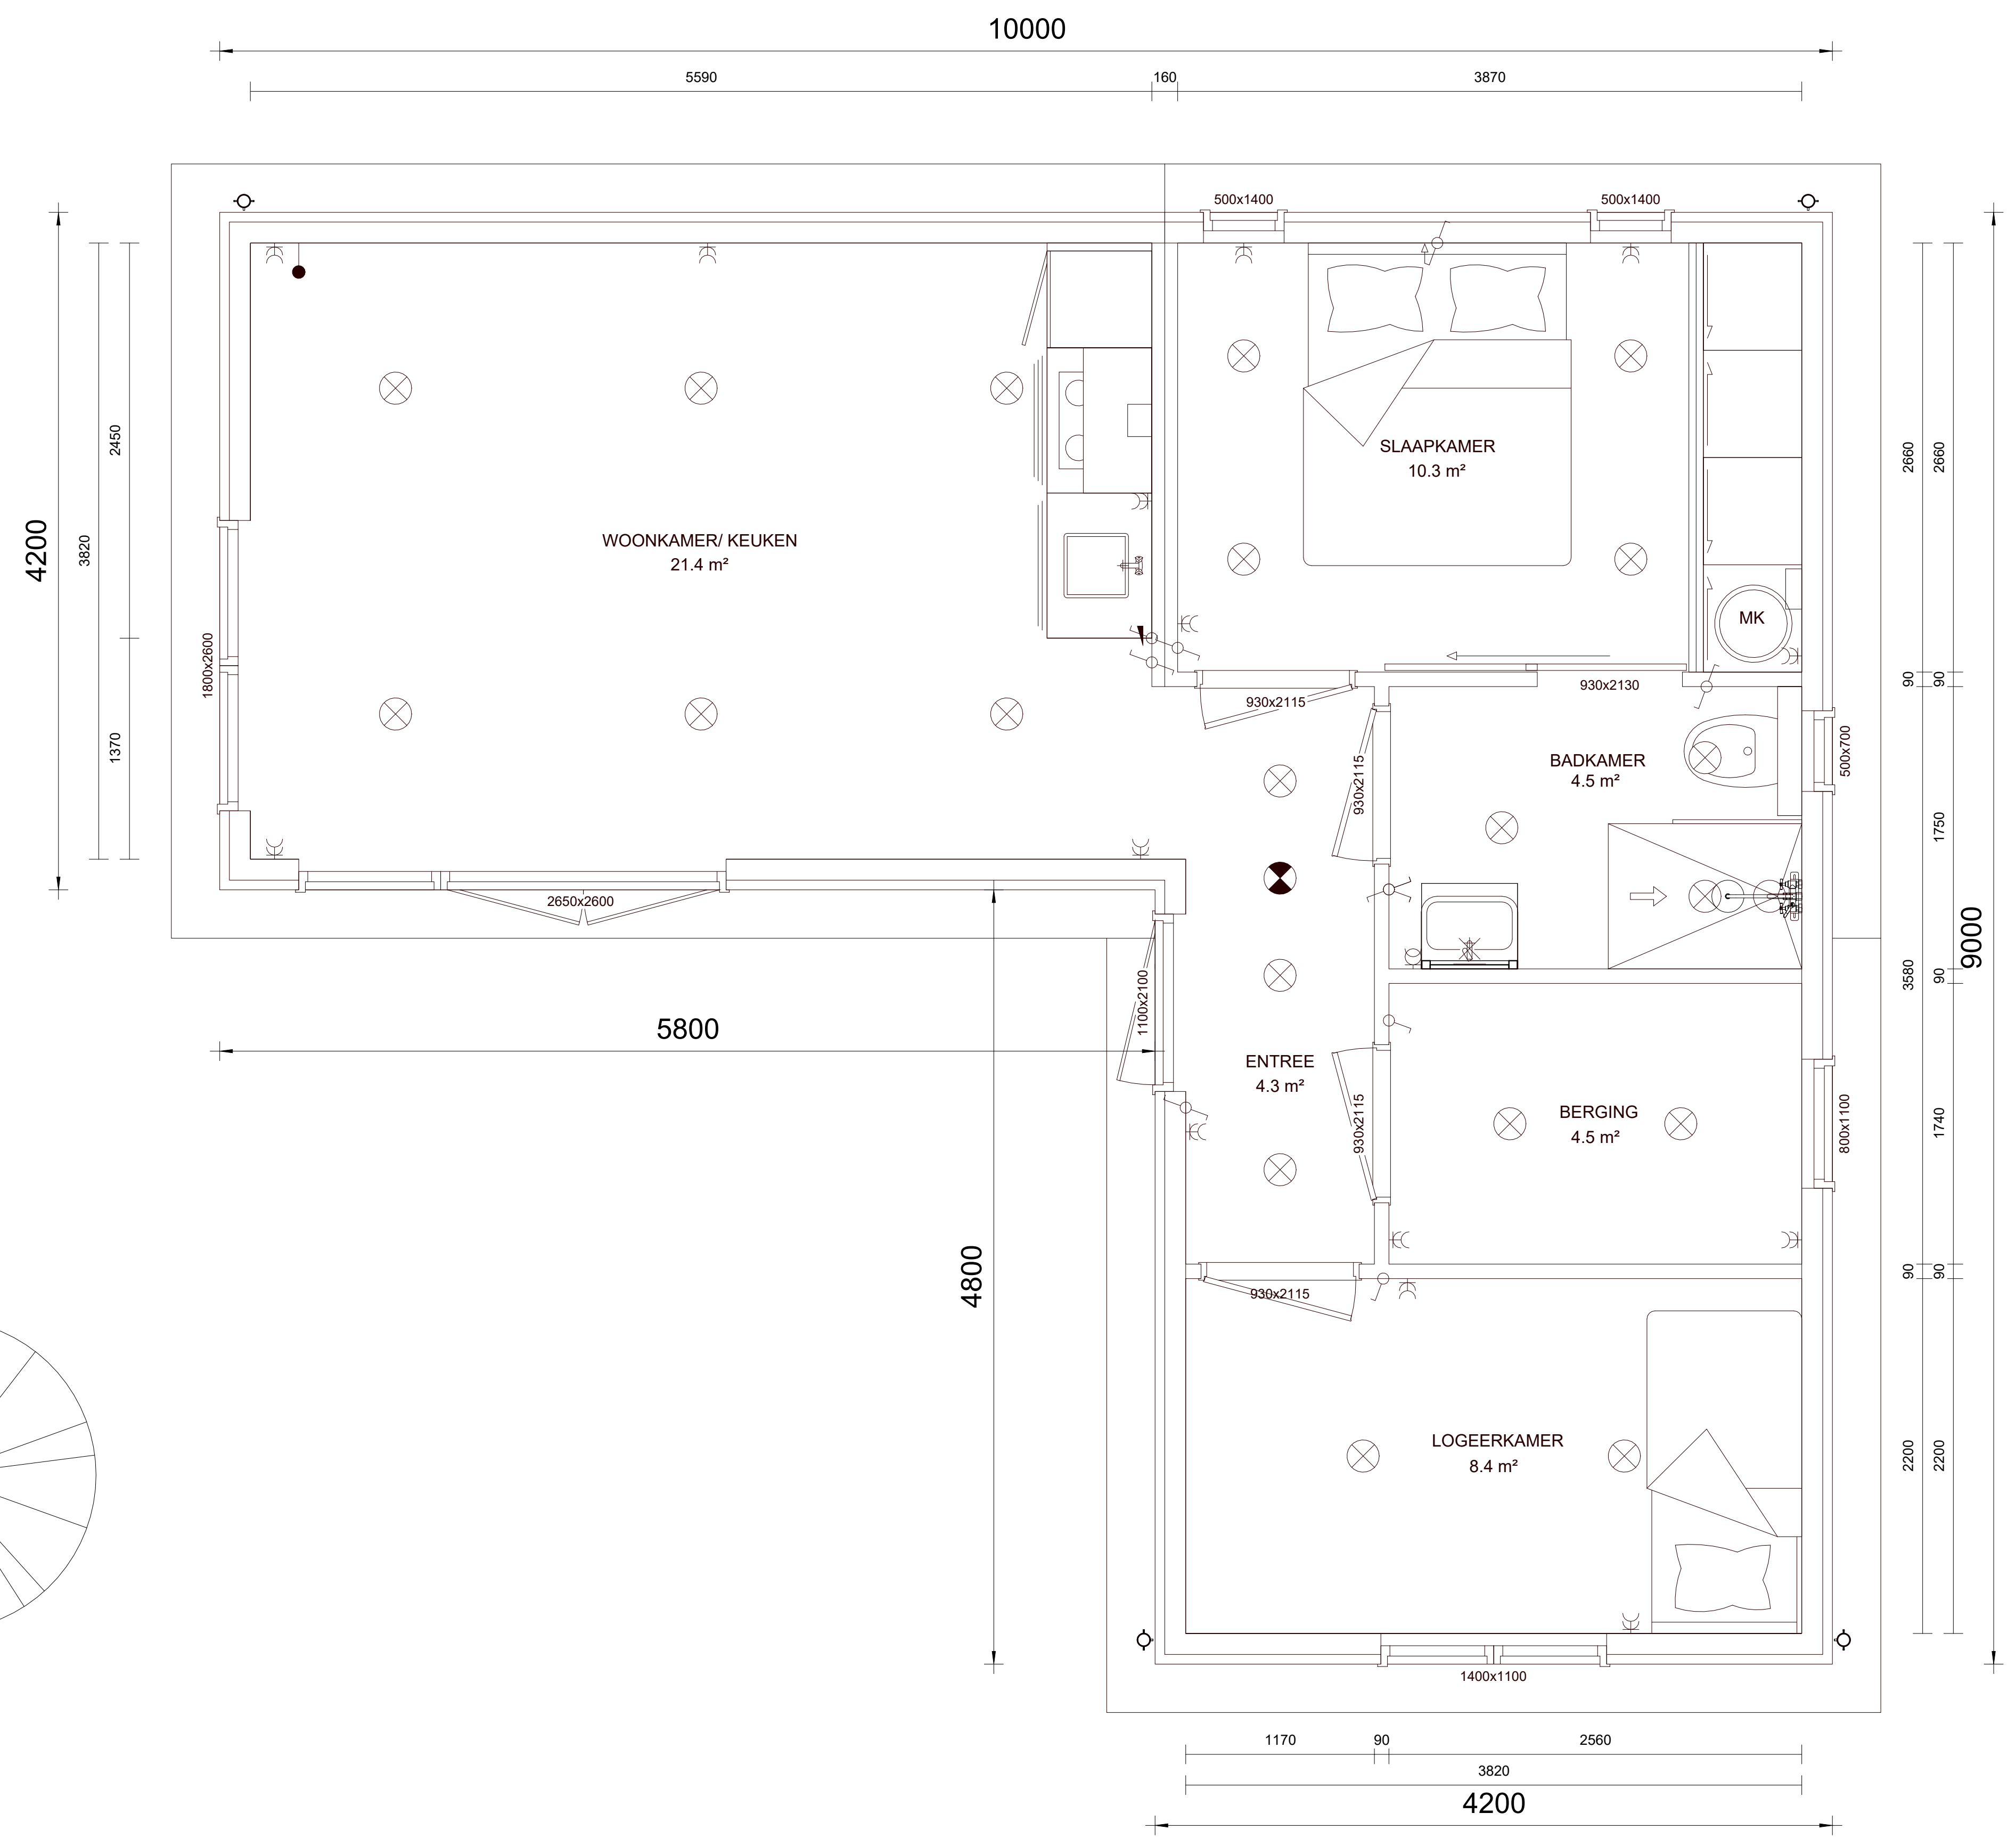 10000
5590
160
3870
500x1400
500x1400
4200
3820
2450
1370
1800x2600
WOONKAMER/ KEUKEN
21.4 m²
SLAAPKAMER
10.3 m²
MK
2660
2660
90
90
930x2115
930x2130
930x2115
BADKAMER
4.5 m²
500x700
1750
2650x2600
9000
3580
90
1100x2100
5800
ENTREE
4.3 m²
930x2115
BERGING
4.5 m²
800x1100
1740
4800
90
90
930x2115
LOGEERKAMER
8.4 m²
2200
2200
1400x1100
1170
90
2560
3820
4200